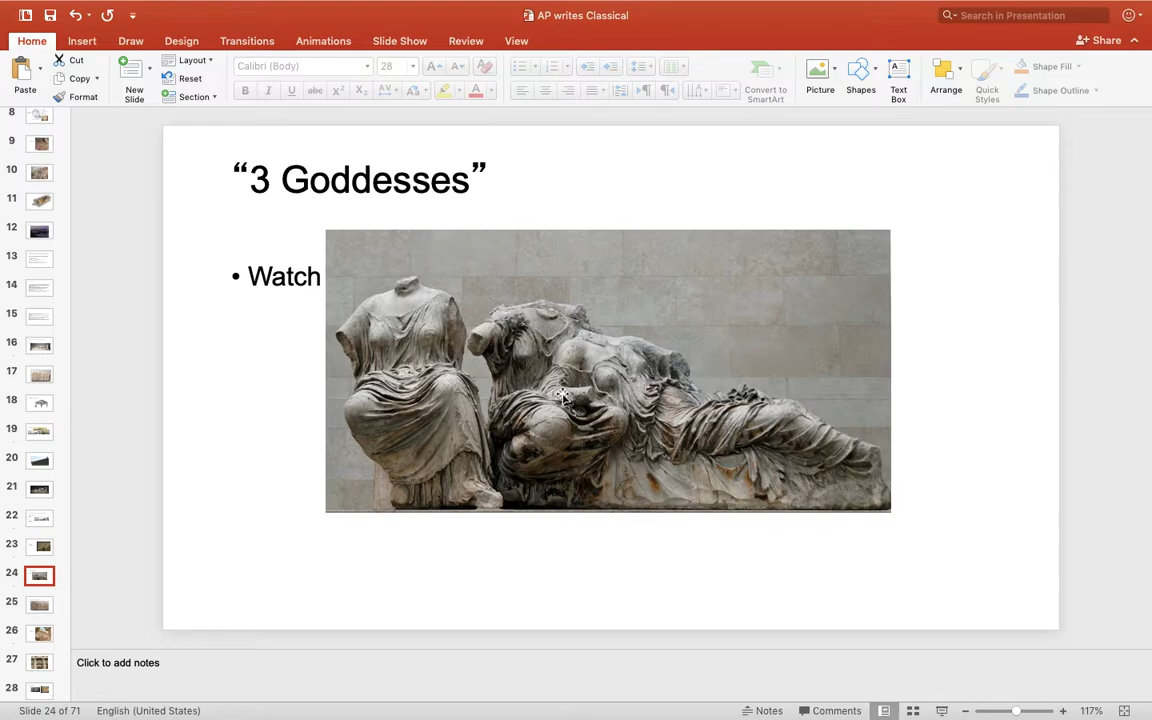 AP writes Classical
Search in Presentation
Home
Insert
Draw
Design
Transitions
Animations
Slide Show
Review
View
Share
Paste
Cut
Copy
Format
New
Slide
Layout
Reset
Section
Calibri (Body)
28
Convert to
SmartArt
Picture
Shapes
Text
Box
Arrange
Quick
Styles
Shape Fill
Shape Outline
8
9
10
11
12
13
14
15
16
17
18
19
20
21
22
23
24
25
26
27
28
“3 Goddesses”
• Watch
Click to add notes
Slide 24 of 71
English (United States)
Notes
Comments
117%